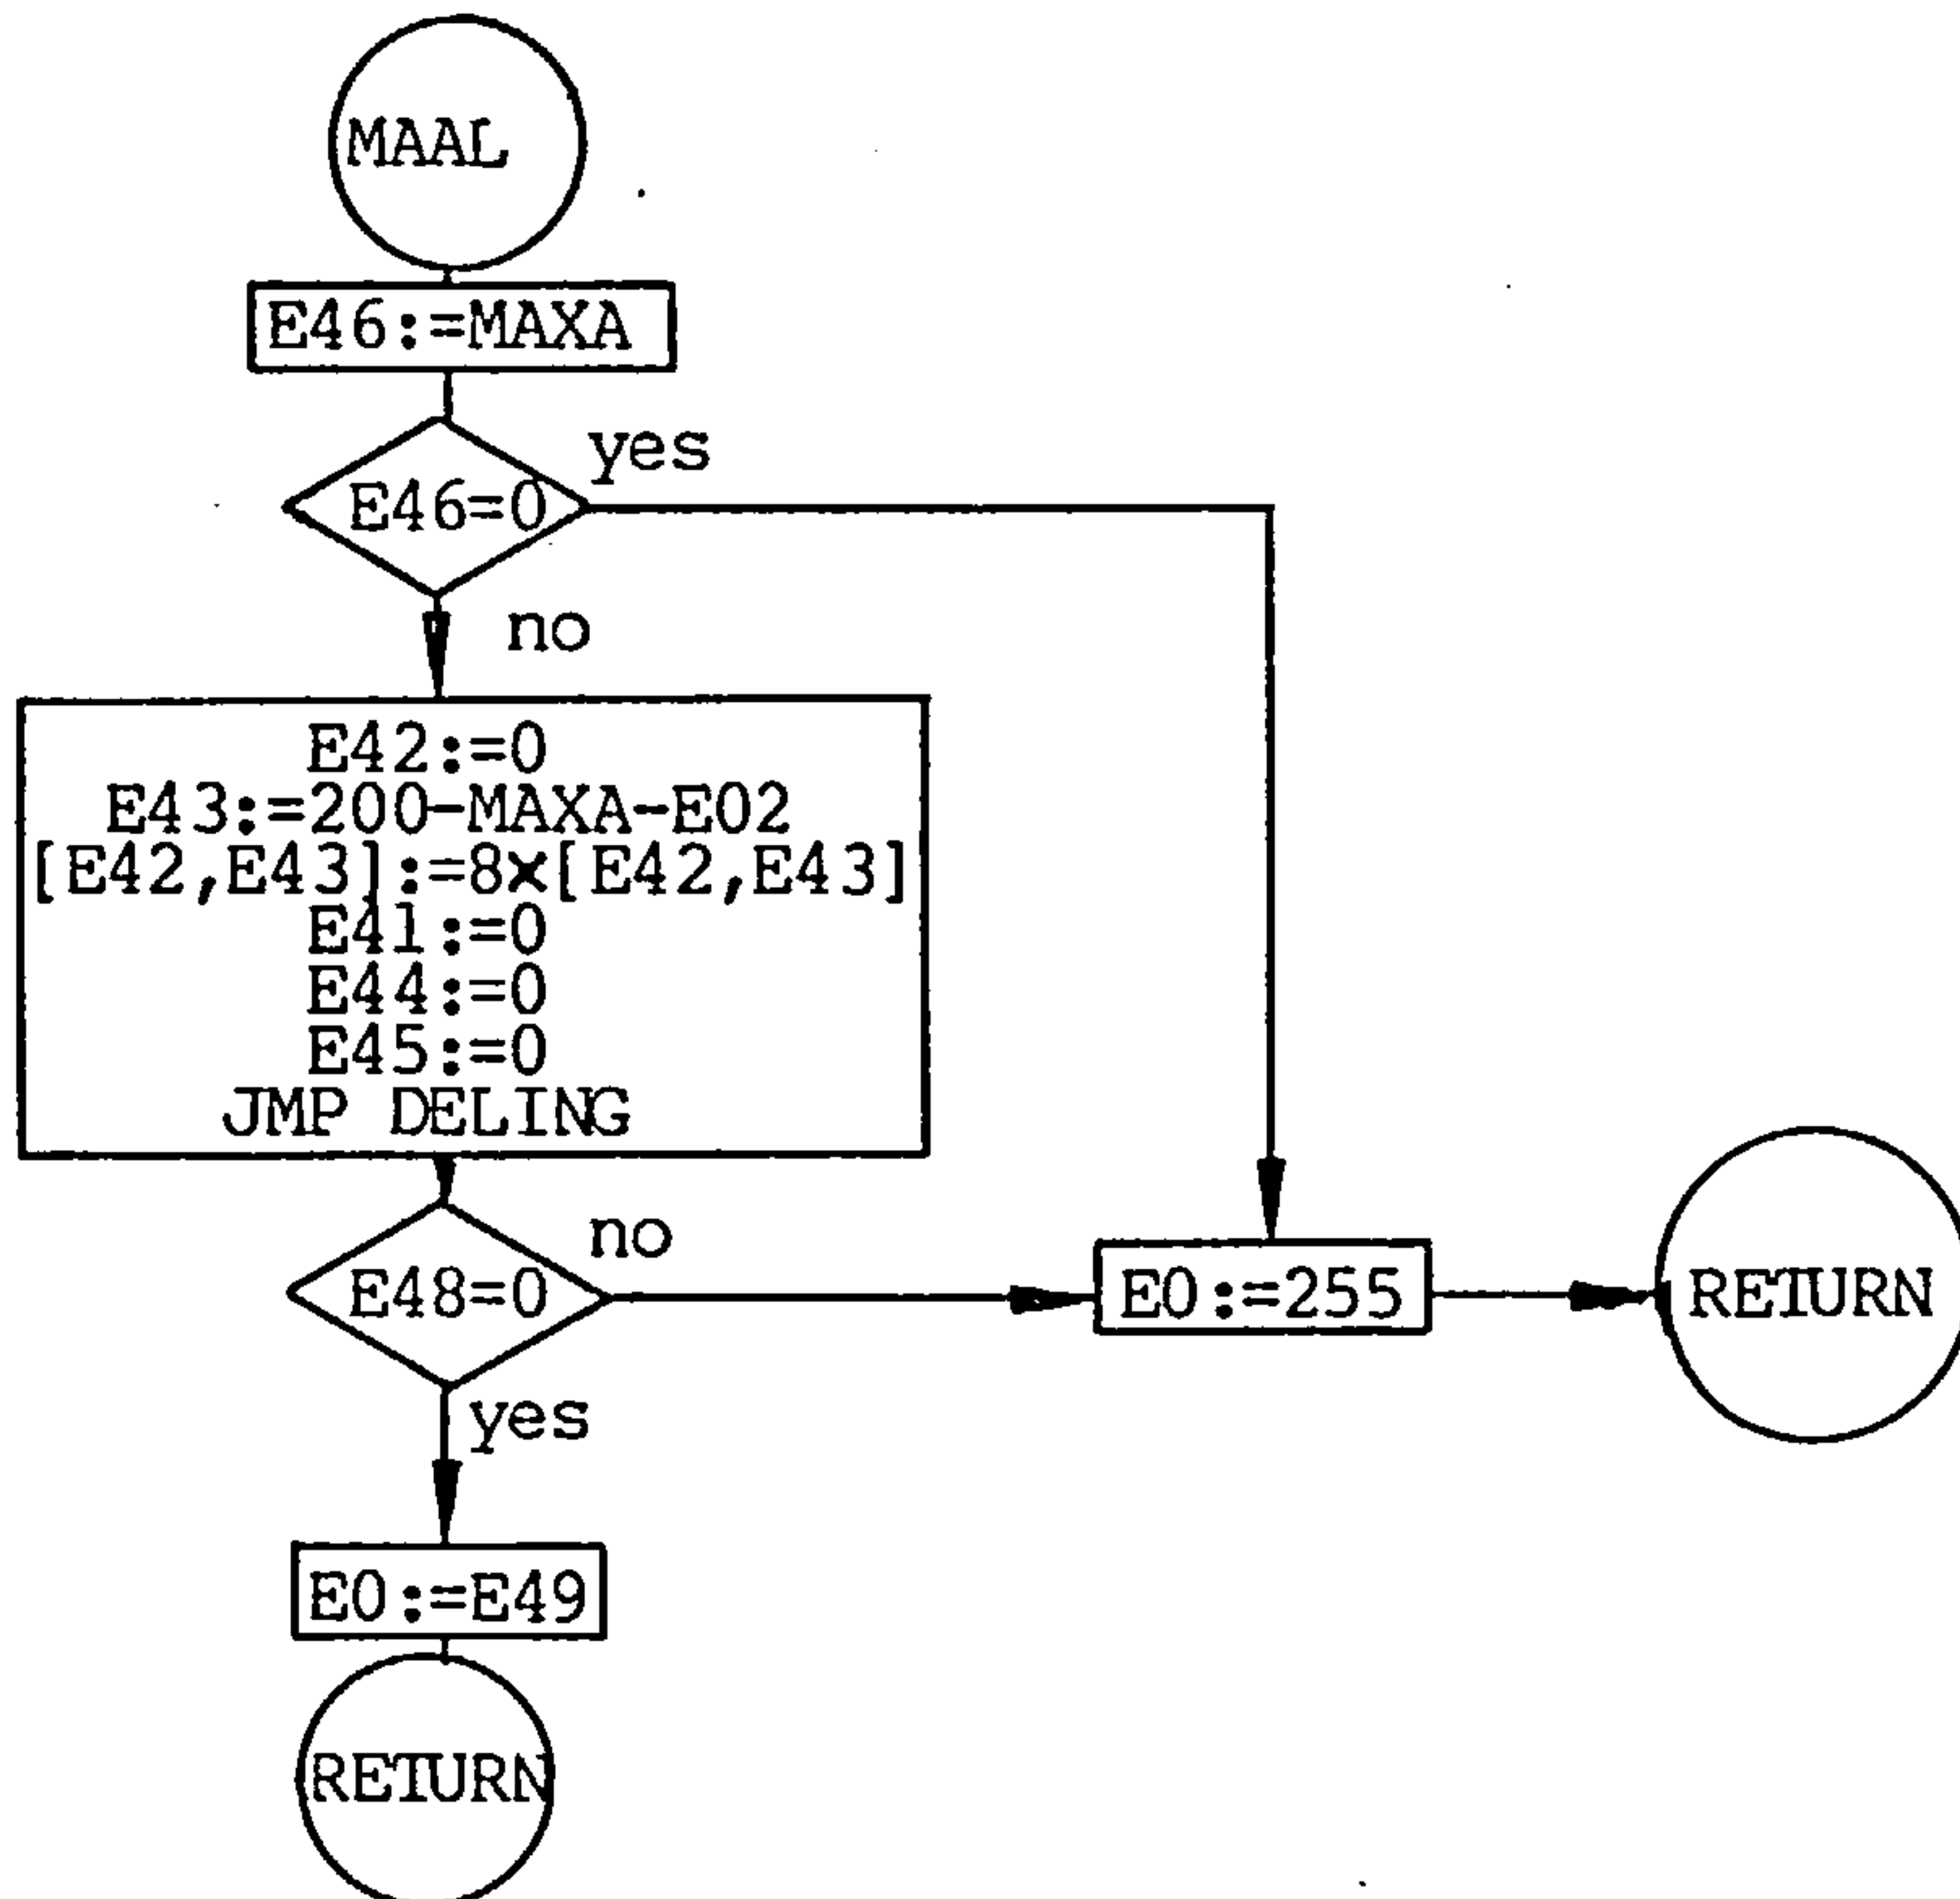 MAAL
E46:=MAXA
yes
E46=0
no
E42:=0
E43:=200-MAXA-E02
[E42,E43]:=8×[E42,E43]
E41:=0
E44:=0
E45:=0
JMP DELING
no
E48=0
E0:=255
RETURN
yes
E0:=E49
RETURN